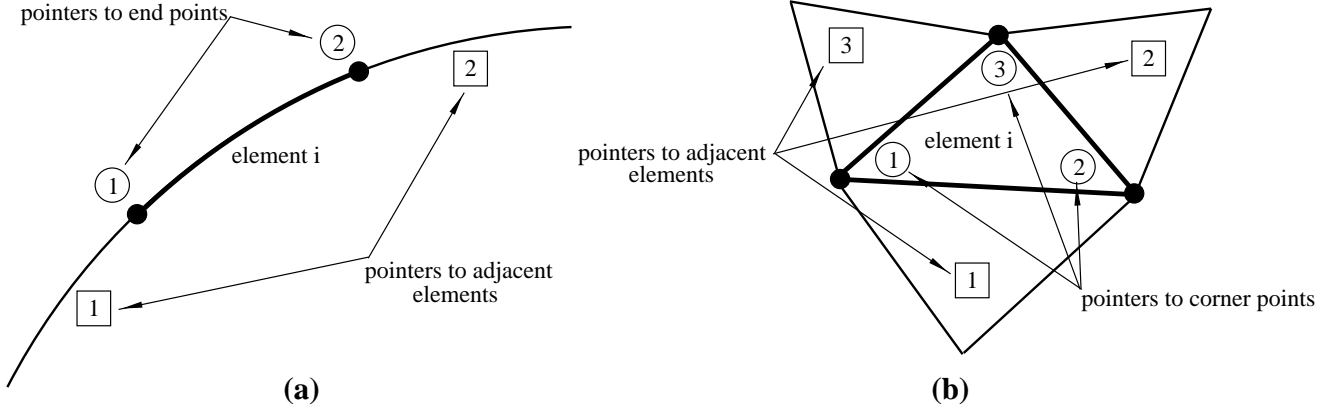 pointers to end points
2
2
element i
1
pointers to adjacent
elements
1
(a)
3
2
3
element i
pointers to adjacent
elements
1
2
1
pointers to corner points
(b)